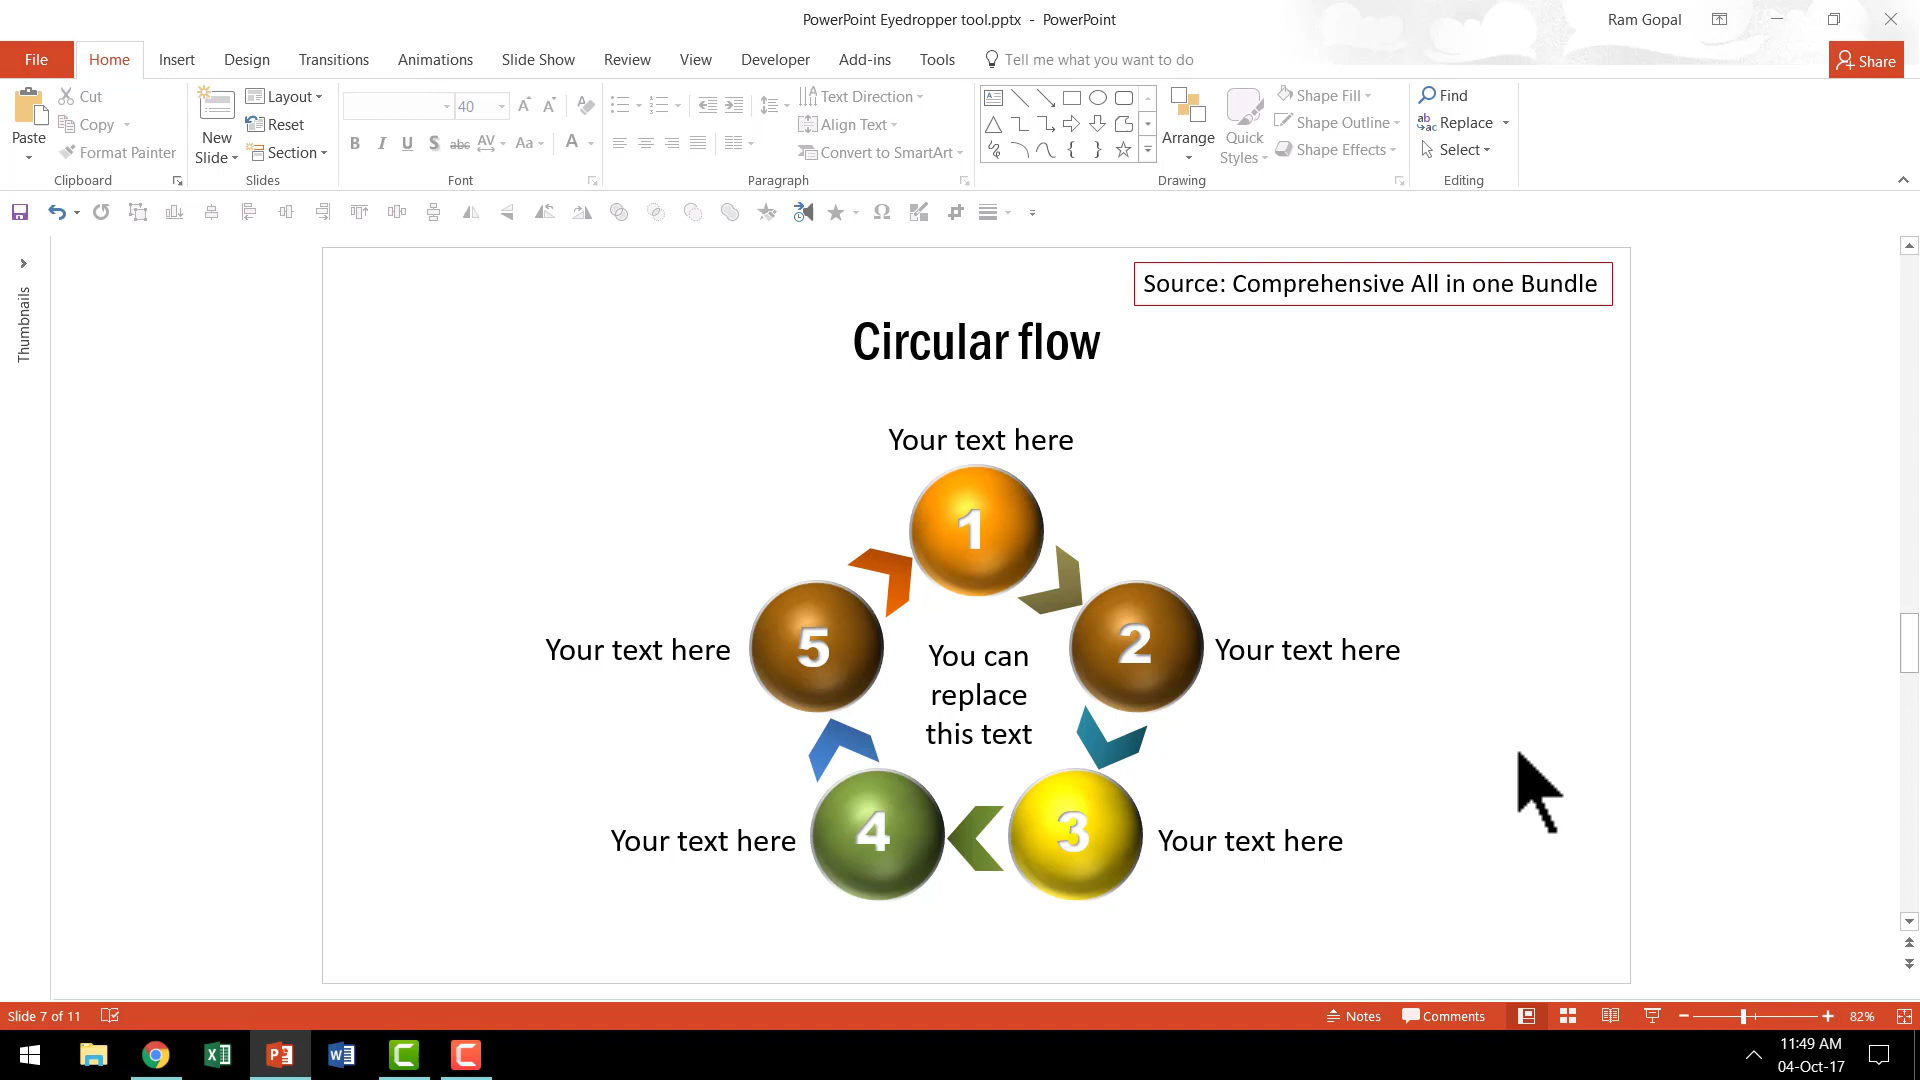 PowerPoint Eyedropper tool.pptx - PowerPoint
Ram Gopal
File Home Insert Design Transitions Animations Slide Show Review View Developer Add-ins Tools Tell me what you want to do Share
Paste
Cut
Copy
Format Painter
Clipboard
New Slide
Layout
Reset
Section
Slides
40
B I U S abc AV Aa A
Font
Text Direction
Align Text
Convert to SmartArt
Paragraph
Arrange
Quick Styles
Shape Fill
Shape Outline
Shape Effects
Drawing
Find
Replace
Select
Editing
Thumbnails
Source: Comprehensive All in one Bundle
Circular flow
Your text here
1
5
2
Your text here
Your text here
You can
replace
this text
4
3
Your text here
Your text here
Slide 7 of 11
Notes
Comments
82%
11:49 AM
04-Oct-17